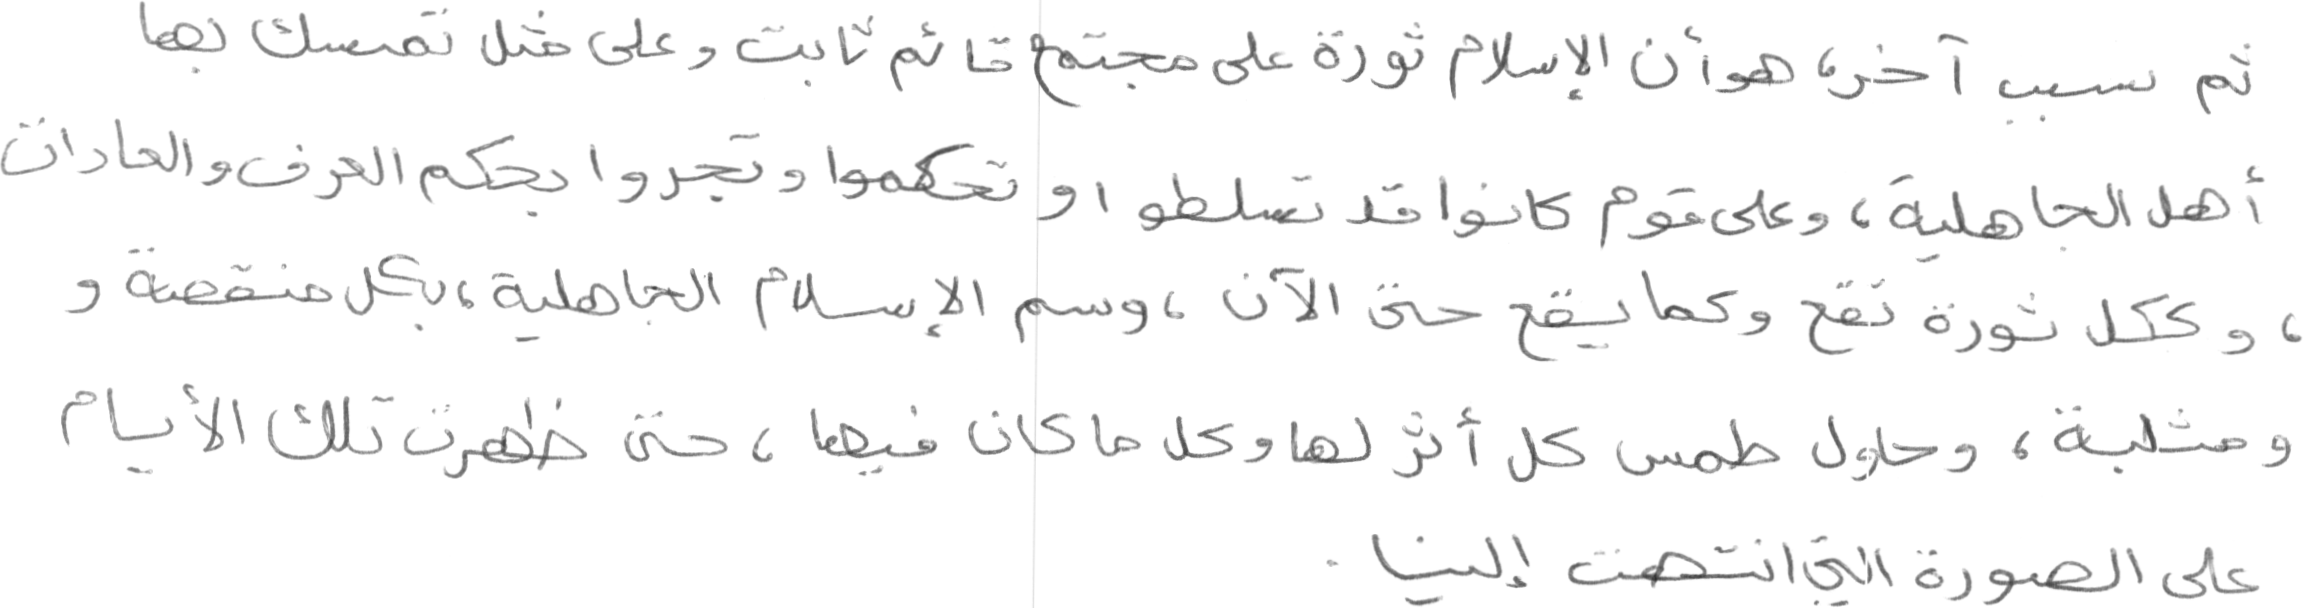 ثم سبب آخر، هو أن الإسلام ثورة على مجتمع قائم ثابت وعلى مثل تمسك بها
أهل الجاهلية، وعلى قوم كانوا قد تسلطوا وتحكموا وتجروا بحكم العرف والعادات
، وككل ثورة تقع وكما يقع حتى الآن، وسم الإسلام الجاهلية، بكل منقصة و
ومثلبة، وحاول طمس كل أثر لها وكل ما كان فيها، حتى ظهرت تلك الأيام
على الصورة التي انتهت إلينا.